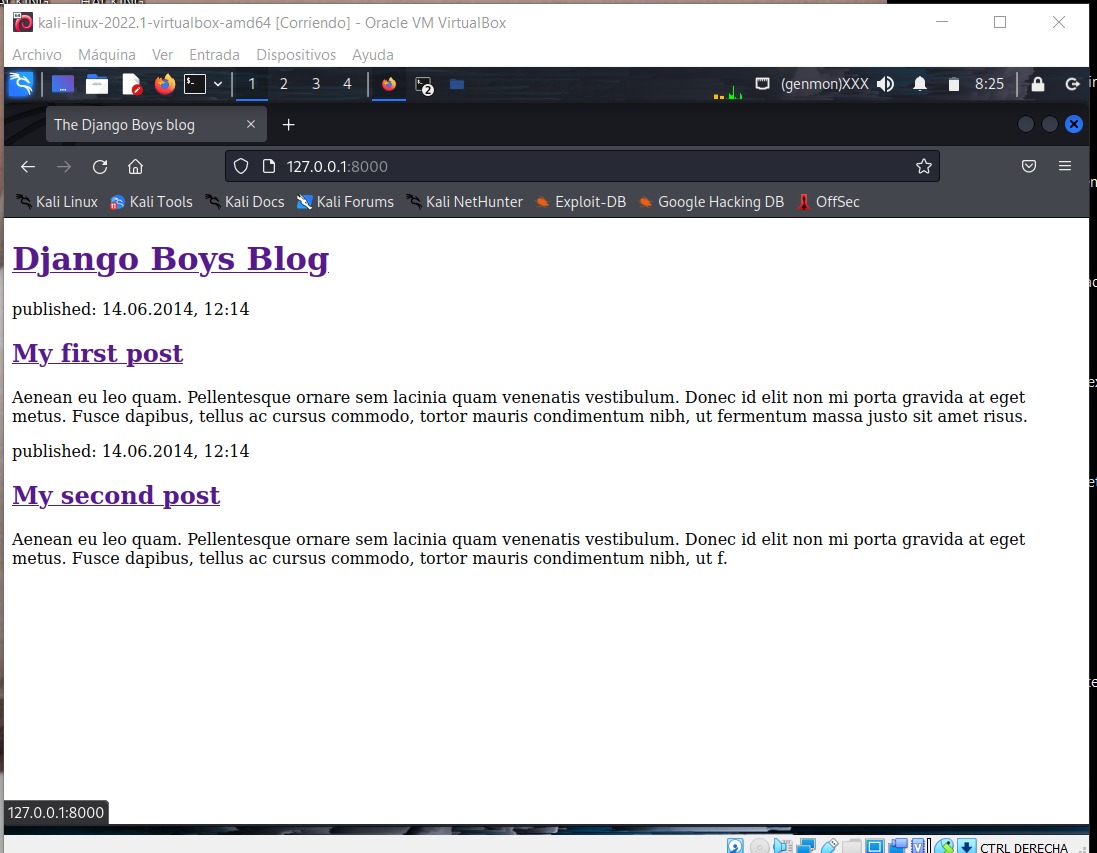 kali-linux-2022.1-virtualbox-amd64 [Corriendo] - Oracle VM VirtualBox
Archivo Máquina Ver Entrada Dispositivos Ayuda
1 2 3 4 2 (genmon)XXX 8:25
The Django Boys blog
127.0.0.1:8000
Kali Linux Kali Tools Kali Docs Kali Forums Kali NetHunter Exploit-DB Google Hacking DB OffSec
Django Boys Blog
published: 14.06.2014, 12:14
My first post
Aenean eu leo quam. Pellentesque ornare sem lacinia quam venenatis vestibulum. Donec id elit non mi porta gravida at eget
metus. Fusce dapibus, tellus ac cursus commodo, tortor mauris condimentum nibh, ut fermentum massa justo sit amet risus.
published: 14.06.2014, 12:14
My second post
Aenean eu leo quam. Pellentesque ornare sem lacinia quam venenatis vestibulum. Donec id elit non mi porta gravida at eget
metus. Fusce dapibus, tellus ac cursus commodo, tortor mauris condimentum nibh, ut f.
127.0.0.1:8000
CTRL DERECHA